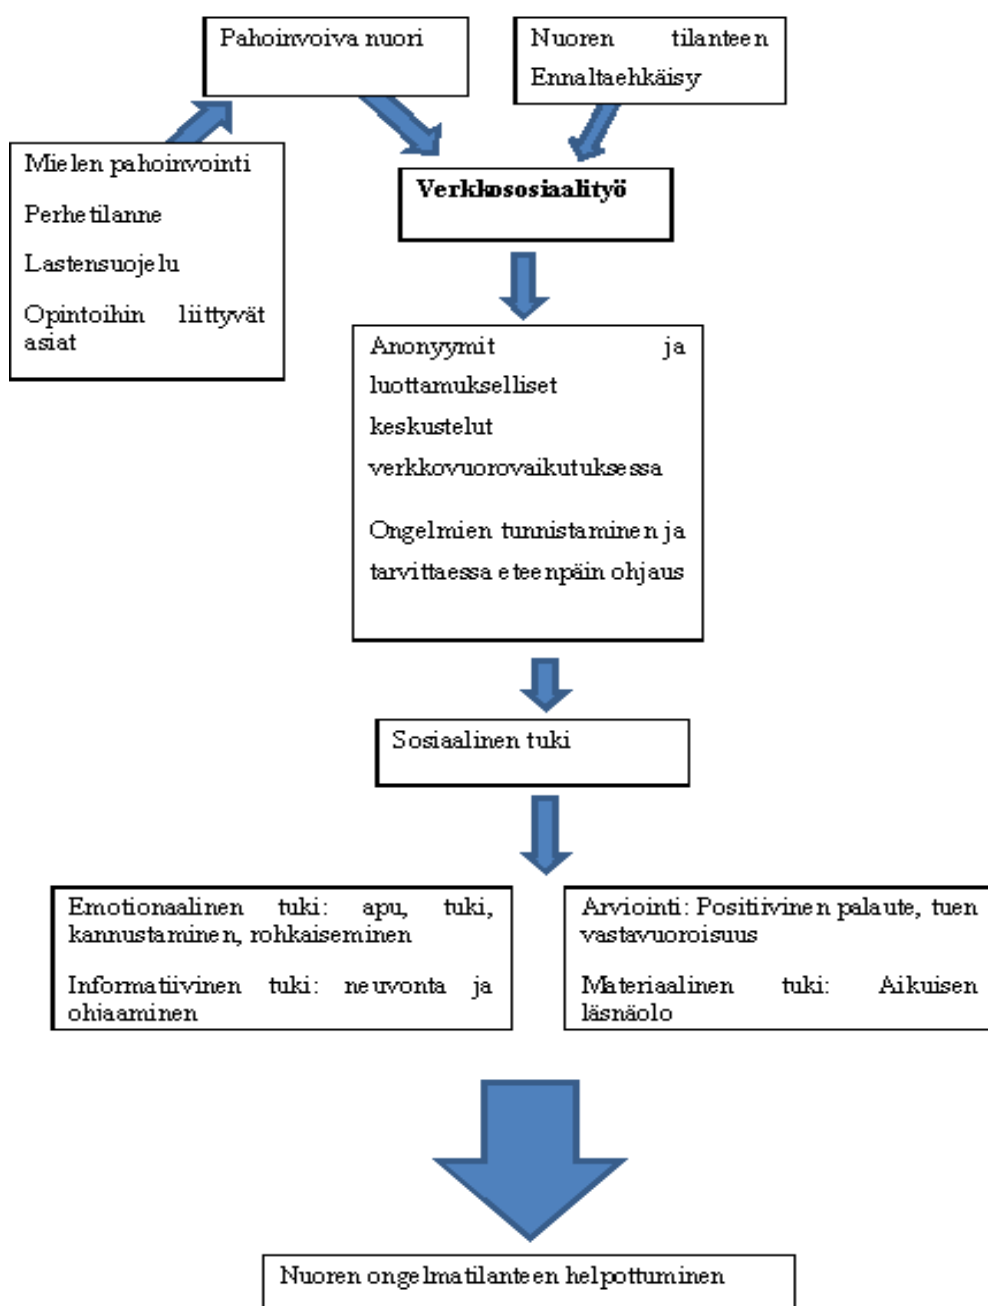 Pahoinvoiva nuori
Nuoren tilanteen
Ennaltaehkäisy
Mielen pahoinvointi
Perhetilanne
Lastensuojelu
Opintoihin liittyvät
asiat
Verkkososiaalityö
Anonyymit ja
luottamukselliset
keskustelut
verkkovuorovaikutuksessa
Ongelmien tunnistaminen ja
tarvittaessa eteenpäin ohjaus
Sosiaalinen tuki
Emotionaalinen tuki: apu, tuki,
kannustaminen, rohkaiseminen
Informatiivinen tuki: neuvonta ja
ohjaaminen
Arviointi: Positiivinen palaute, tuen
vastavuoroisuus
Materiaalinen tuki: Aikuisen
läsnäolo
Nuoren ongelmatilanteen helpottuminen